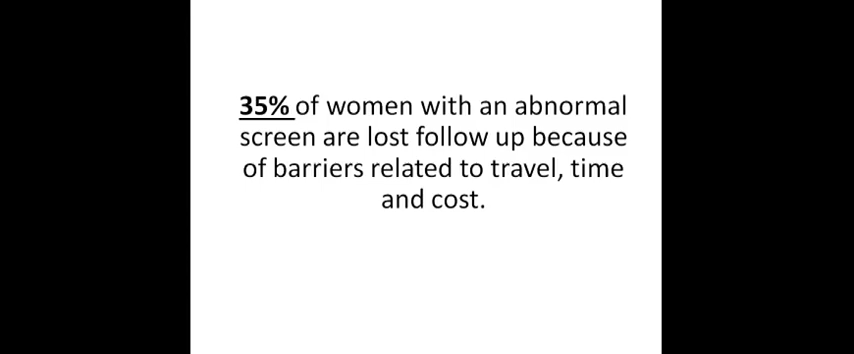 35% of women with an abnormal
screen are lost follow up because
of barriers related to travel, time
and cost.